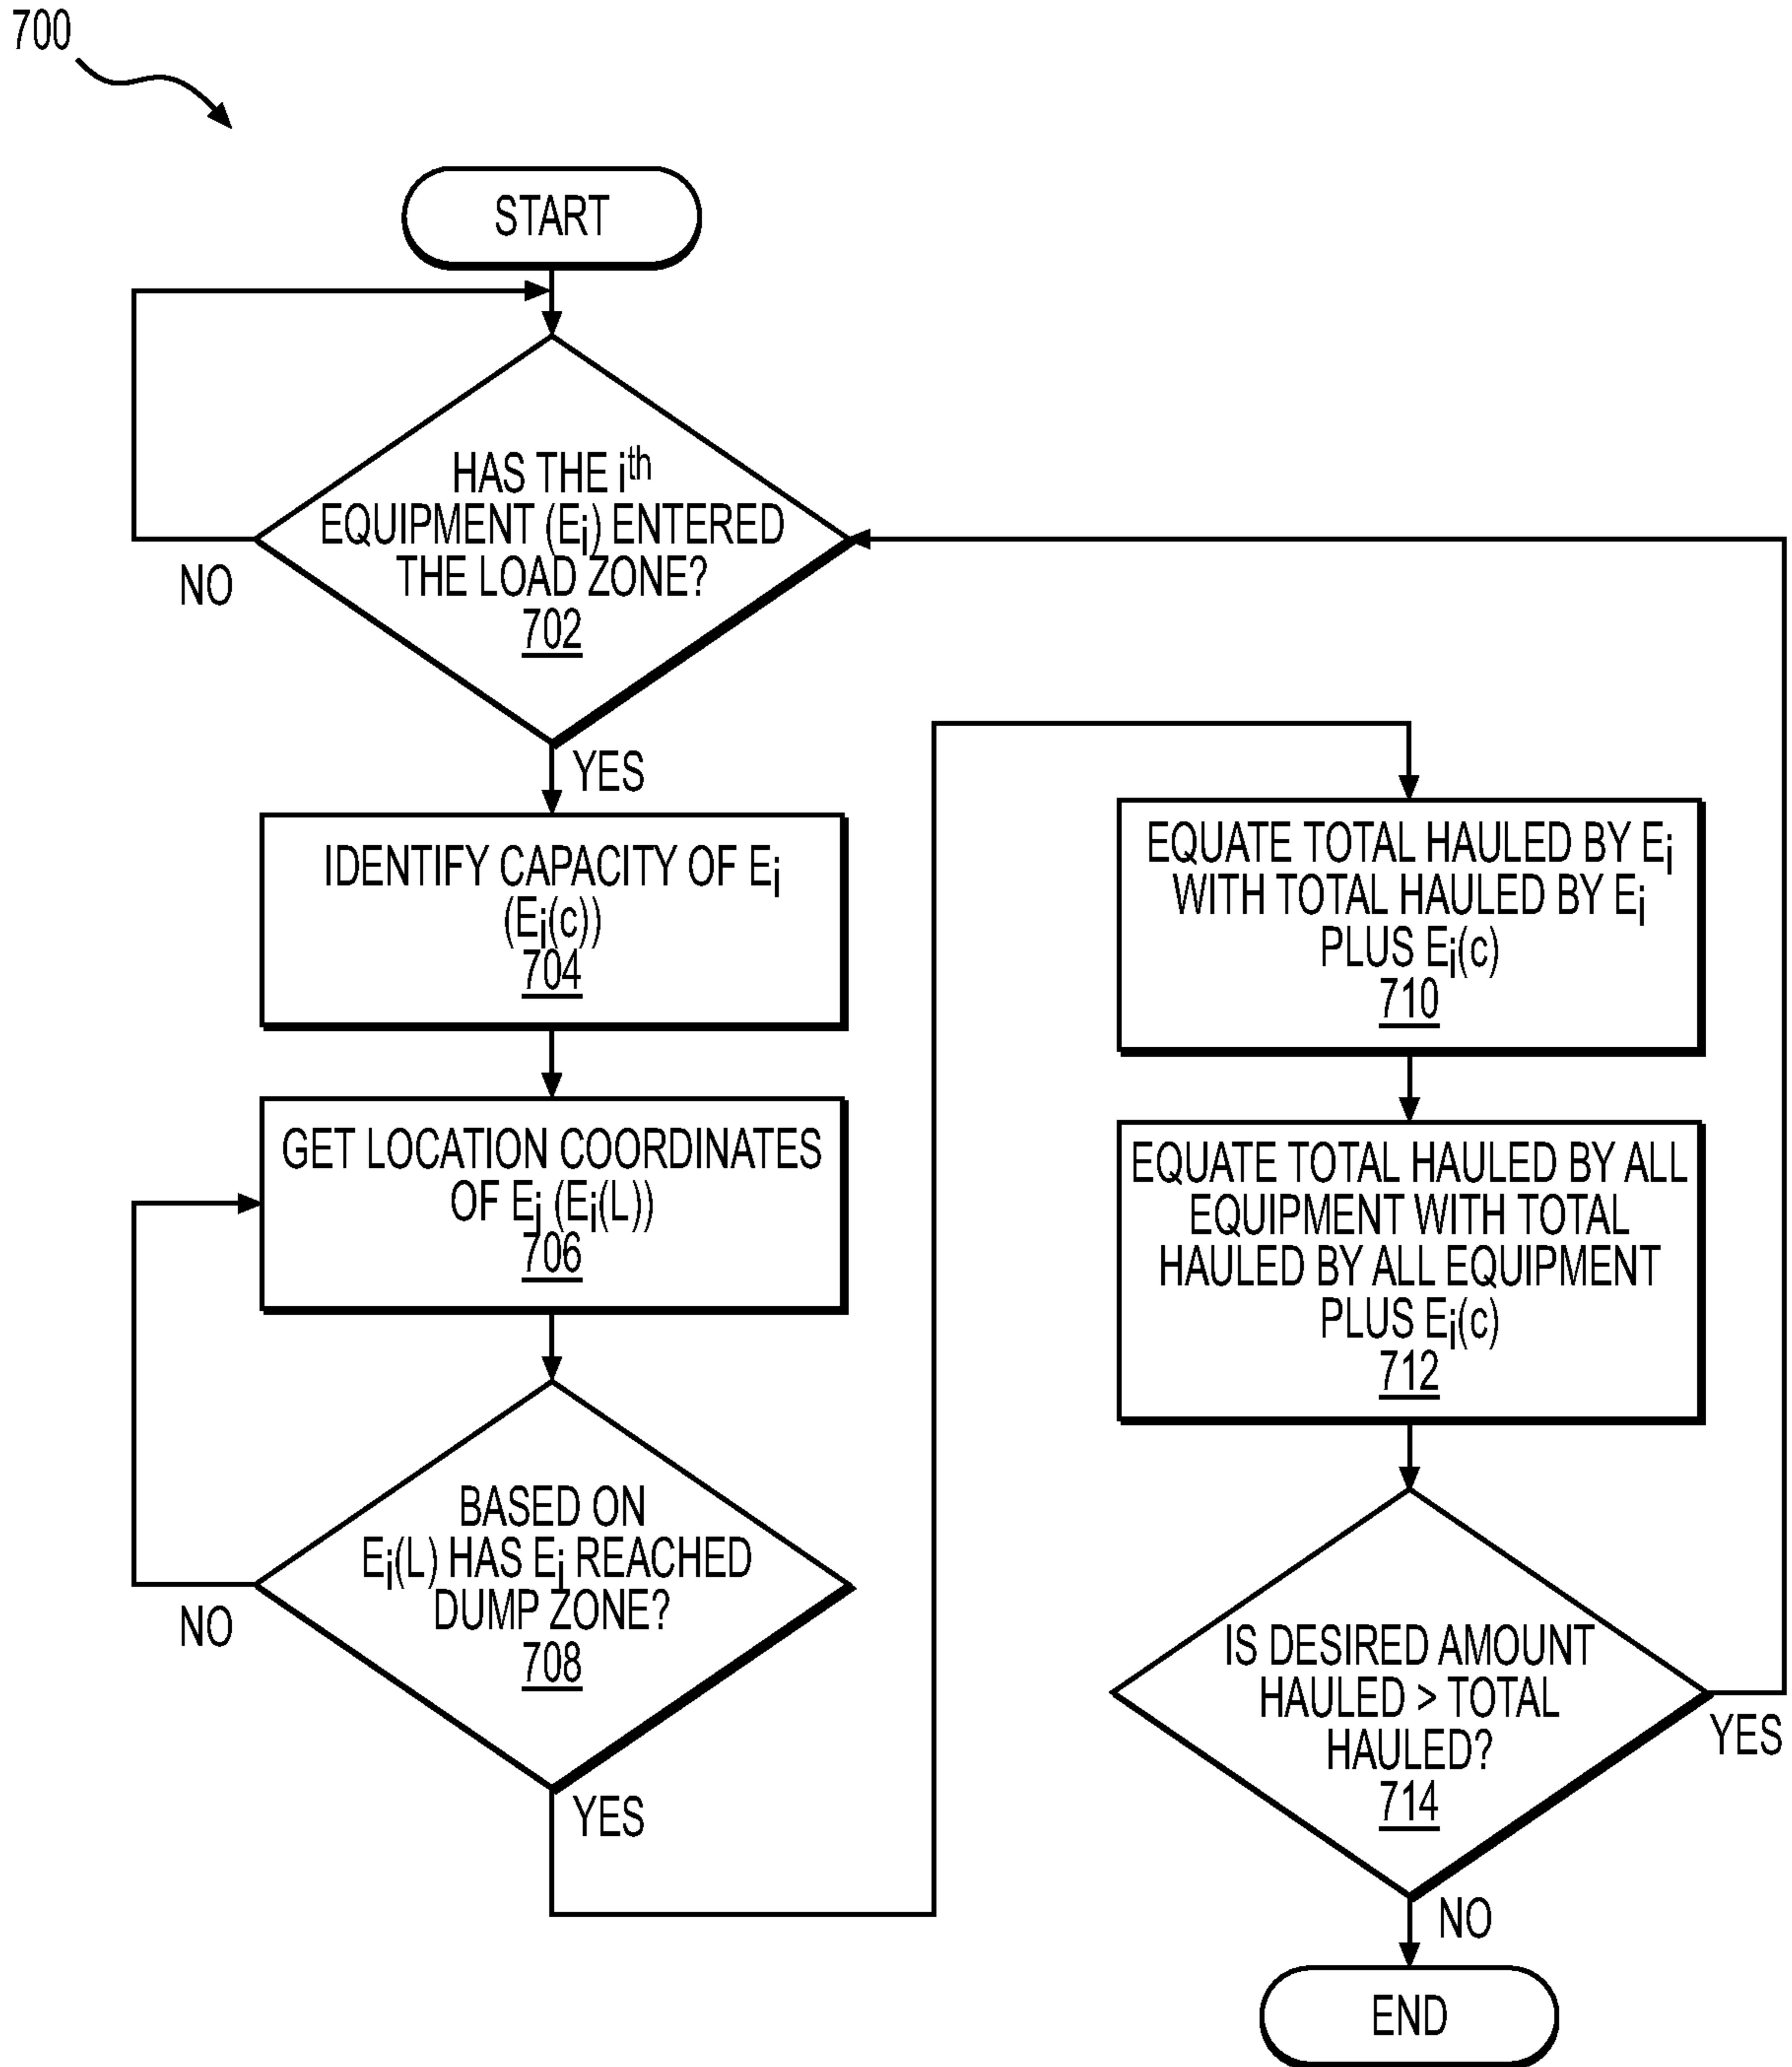 700
START
HAS THE ith
EQUIPMENT (Ei) ENTERED
THE LOAD ZONE?
702
NO
YES
IDENTIFY CAPACITY OF Ei
(Ei(c))
704
GET LOCATION COORDINATES
OF Ei (Ei(L))
706
BASED ON
Ei(L) HAS Ei REACHED
DUMP ZONE?
708
NO
YES
EQUATE TOTAL HAULED BY Ei
WITH TOTAL HAULED BY Ei
PLUS Ei(c)
710
EQUATE TOTAL HAULED BY ALL
EQUIPMENT WITH TOTAL
HAULED BY ALL EQUIPMENT
PLUS Ei(c)
712
IS DESIRED AMOUNT
HAULED > TOTAL
HAULED?
714
YES
NO
END